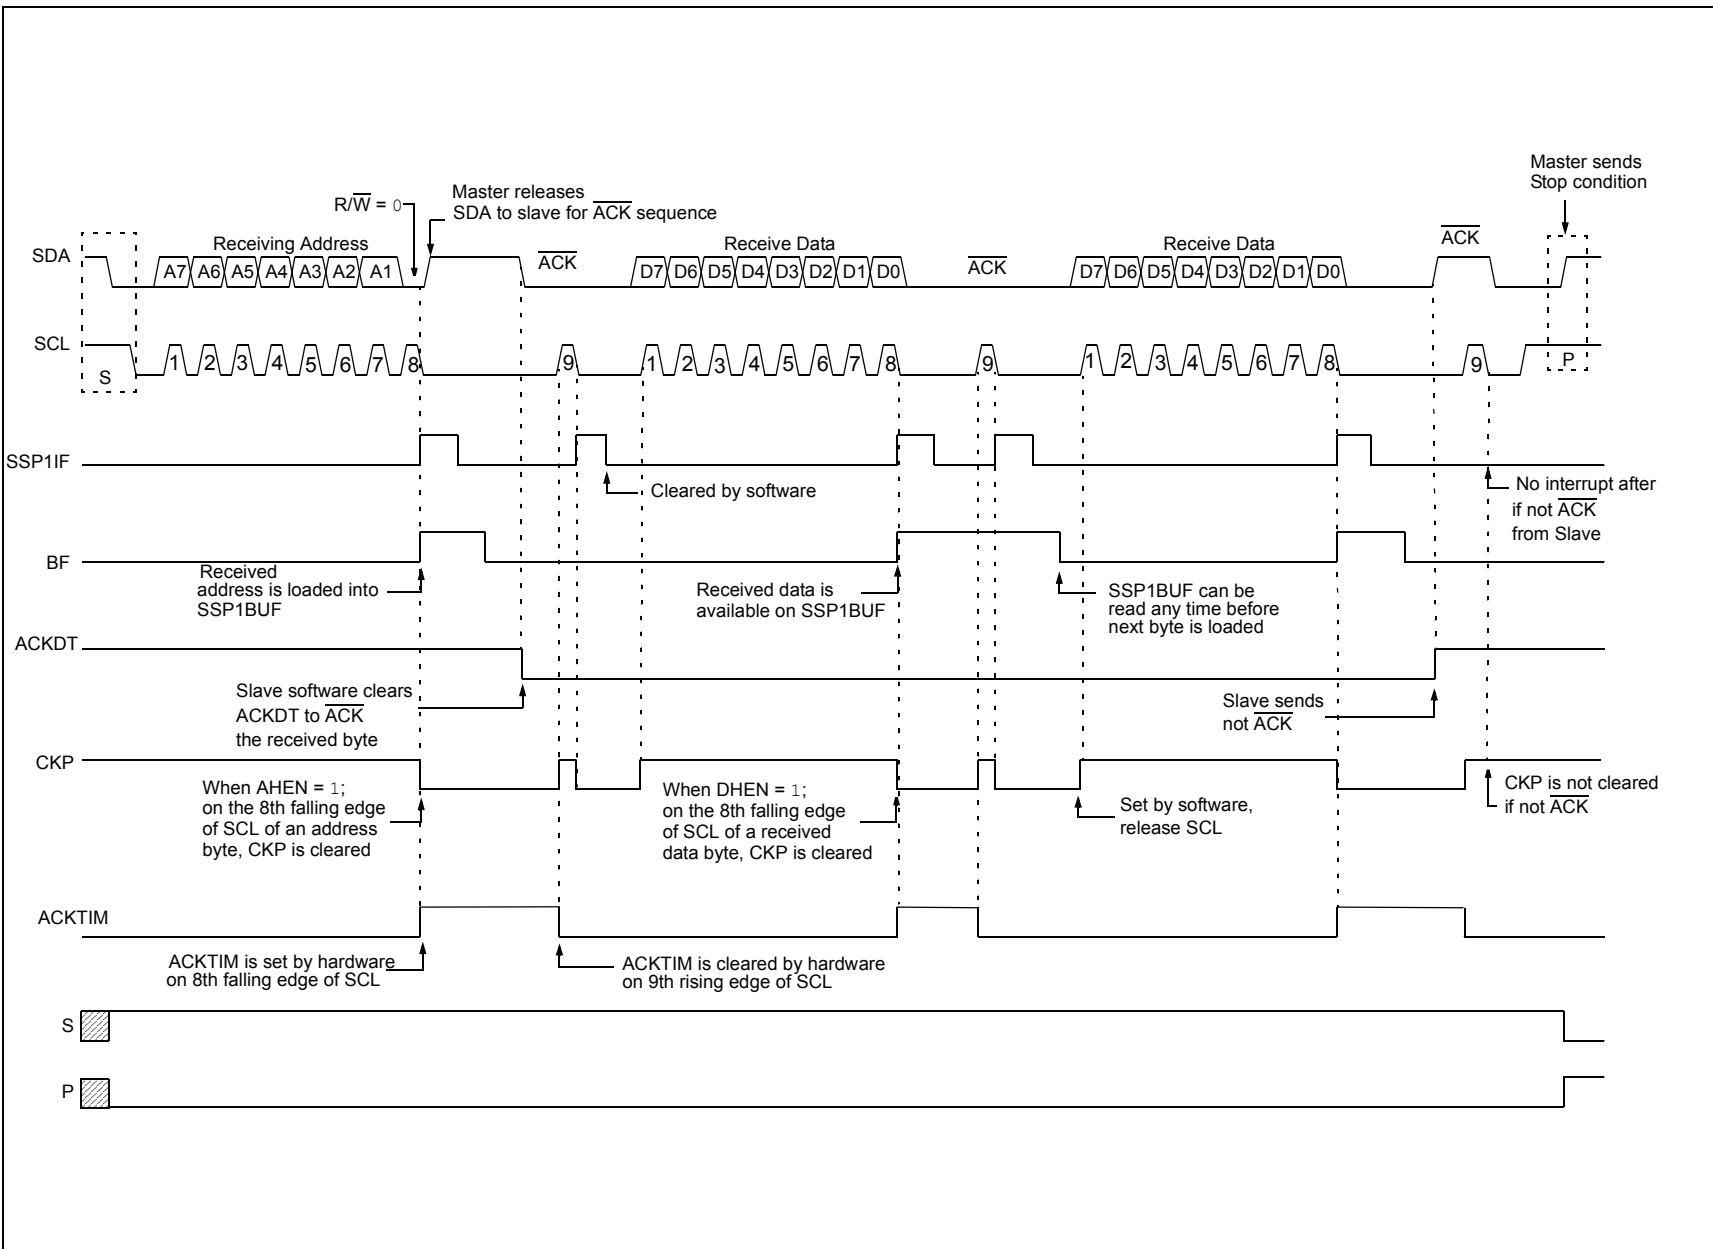 Master sends
Stop condition
Master releases
SDA to slave for ACK sequence
R/W = 0
SDA
Receiving Address
ACK
Receive Data
ACK
Receive Data
ACK
A7 A6 A5 A4 A3 A2 A1
D7 D6 D5 D4 D3 D2 D1 D0
D7 D6 D5 D4 D3 D2 D1 D0
SCL
S
1 2 3 4 5 6 7 8 9
1 2 3 4 5 6 7 8 9
1 2 3 4 5 6 7 8 9
P
SSP1IF
Cleared by software
No interrupt after
if not ACK
from Slave
BF
Received
address is loaded into
SSP1BUF
Received data is
available on SSP1BUF
SSP1BUF can be
read any time before
next byte is loaded
ACKDT
Slave software clears
ACKDT to ACK
the received byte
Slave sends
not ACK
CKP
When AHEN = 1;
on the 8th falling edge
of SCL of an address
byte, CKP is cleared
When DHEN = 1;
on the 8th falling edge
of SCL of a received
data byte, CKP is cleared
Set by software,
release SCL
CKP is not cleared
if not ACK
ACKTIM
ACKTIM is set by hardware
on 8th falling edge of SCL
ACKTIM is cleared by hardware
on 9th rising edge of SCL
S
P